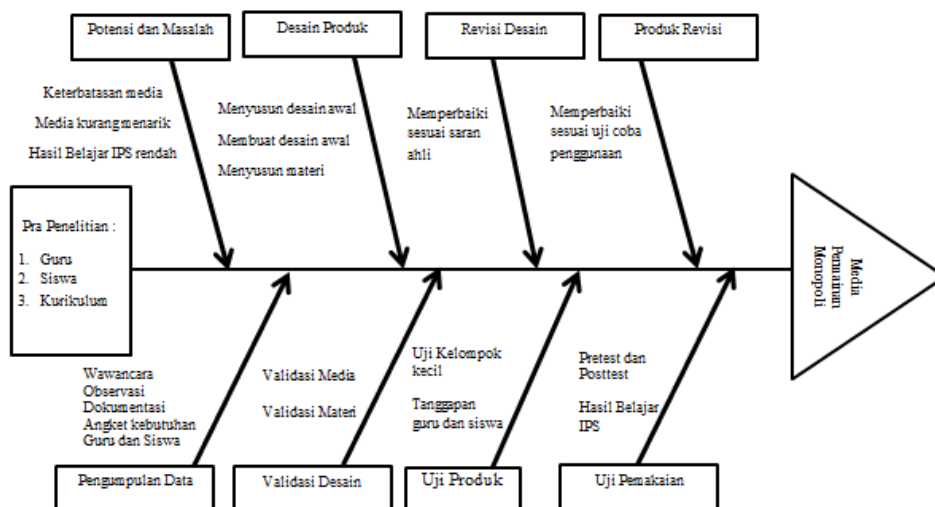 Potensi dan Masalah
Desain Produk
Revisi Desain
Produk Revisi
Keterbatasan media
Media kurang menarik
Hasil Belajar IPS rendah
Menyusun desain awal
Membuat desain awal
Menyusun materi
Memperbaiki
sesuai saran
ahli
Memperbaiki
sesuai uji coba
penggunaan
Pra Penelitian :
1. Guru
2. Siswa
3. Kurikulum
Media
Permainan
Monopoli
Wawancara
Observasi
Dokumentasi
Angket kebutuhan
Guru dan Siswa
Validasi Media
Validasi Materi
Uji Kelompok
kecil
Tanggapan
guru dan siswa
Pretest dan
Posttest
Hasil Belajar
IPS
Pengumpulan Data
Validasi Desain
Uji Produk
Uji Pemakaian